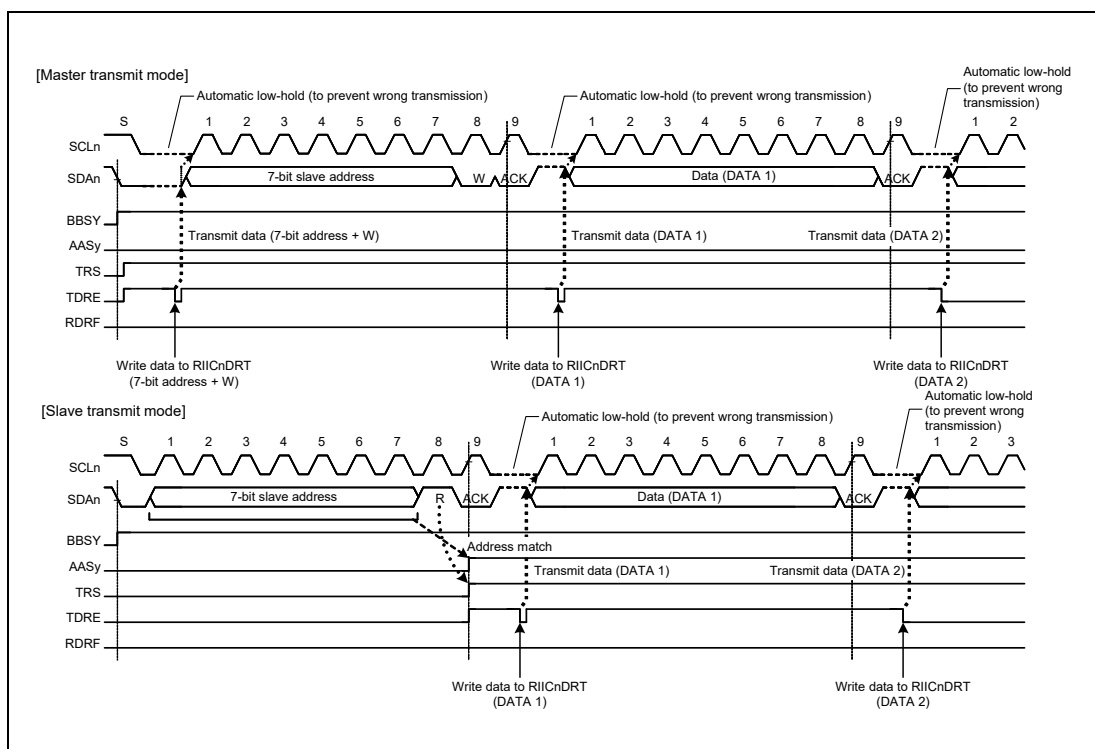 [Master transmit mode]
Automatic low-hold (to prevent wrong transmission)
Automatic low-hold (to prevent wrong transmission)
Automatic low-hold
(to prevent wrong
transmission)
S 1 2 3 4 5 6 7 8 9 1 2 3 4 5 6 7 8 9 1 2
SCLn
SDAn 7-bit slave address W ACK Data (DATA 1) ACK
BBSY
Transmit data (7-bit address + W) Transmit data (DATA 1) Transmit data (DATA 2)
AASy
TRS
TDRE
RDRF
Write data to RIICnDRT
(7-bit address + W)
Write data to RIICnDRT
(DATA 1)
Write data to RIICnDRT
(DATA 2)
[Slave transmit mode]
Automatic low-hold (to prevent wrong transmission)
Automatic low-hold
(to prevent wrong
transmission)
S 1 2 3 4 5 6 7 8 9 1 2 3 4 5 6 7 8 9 1 2 3
SCLn
SDAn 7-bit slave address R ACK Data (DATA 1) ACK
BBSY
Address match
AASy
Transmit data (DATA 1) Transmit data (DATA 2)
TRS
TDRE
RDRF
Write data to RIICnDRT
(DATA 1)
Write data to RIICnDRT
(DATA 2)